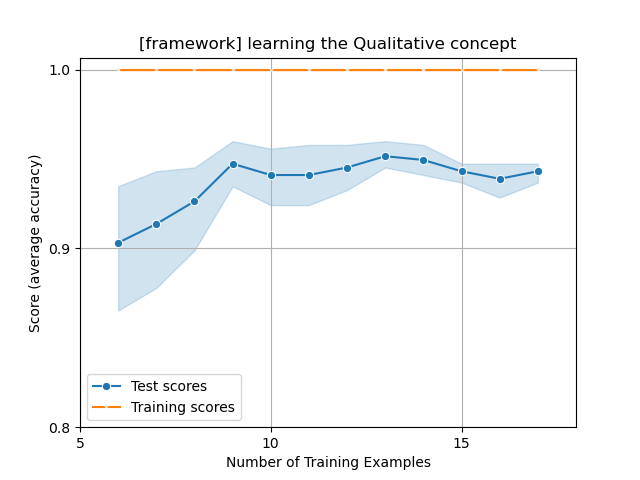 [framework] learning the Qualitative concept
1.0
0.9
0.8
Score (average accuracy)
Test scores
Training scores
5 10 15
Number of Training Examples